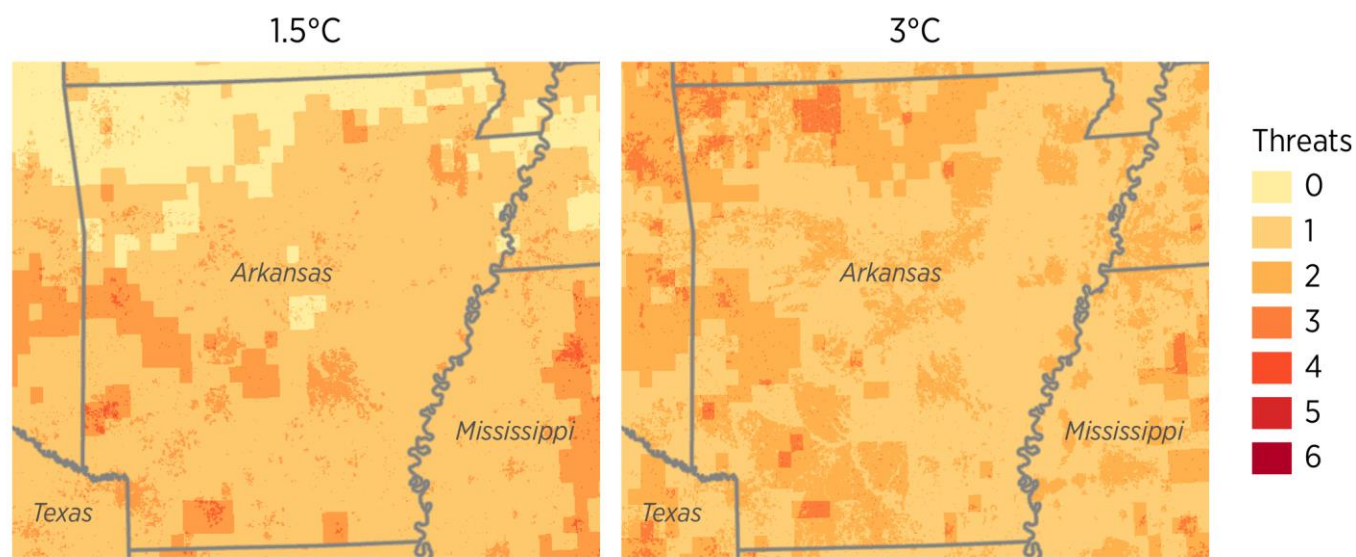 1.5°C
3°C
Arkansas
Mississippi
Texas
Arkansas
Mississippi
Texas
Threats
0
1
2
3
4
5
6